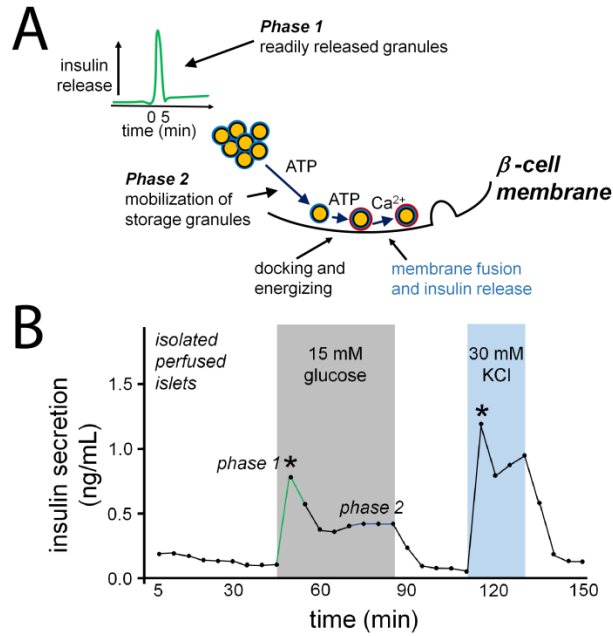 A
Phase 1
readily released granules
insulin
release
0 5
time (min)
ATP
Phase 2
mobilization of
storage granules
ATP
Ca²⁺
β-cell
membrane
docking and
energizing
membrane fusion
and insulin release
B
isolated
perfused
islets
15 mM
glucose
30 mM
KCl
*
*
phase 1
phase 2
insulin secretion
(ng/mL)
1.5
1.0
0.5
0.0
5 30 60 90 120 150
time (min)